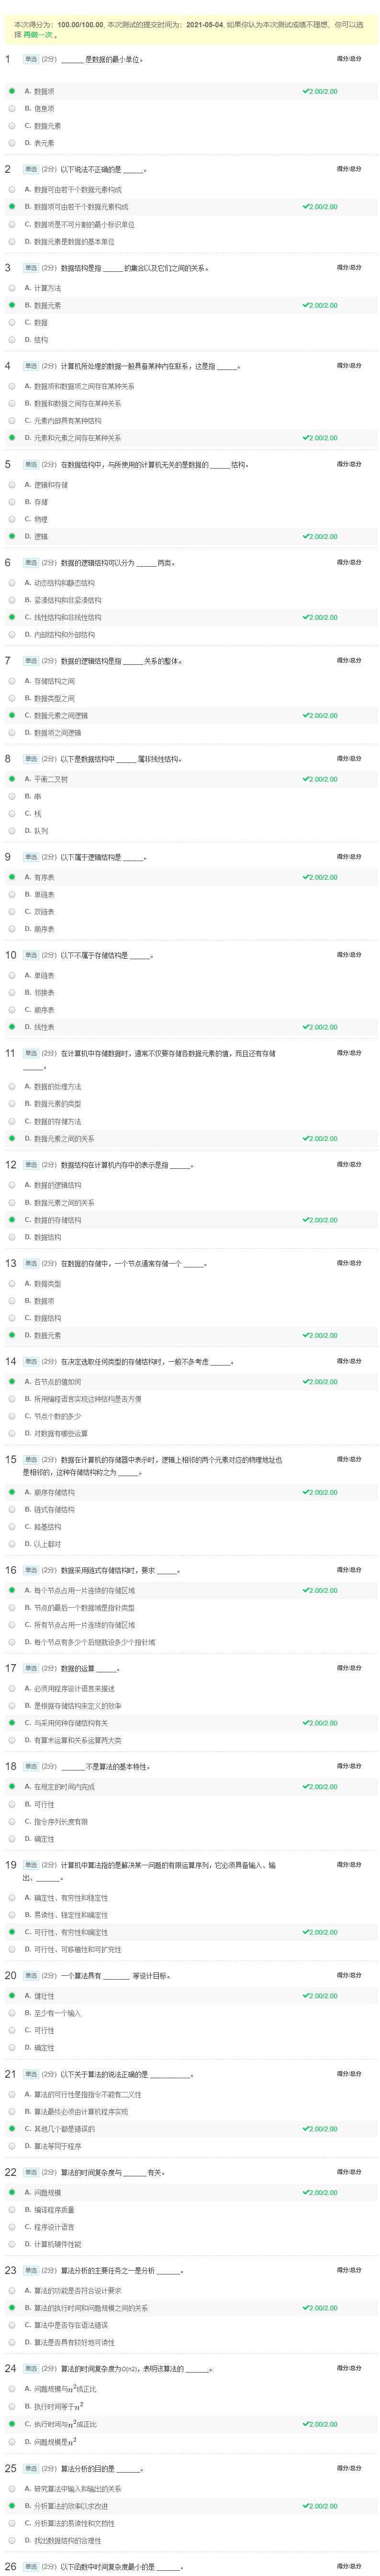 本次得分为：100.00/100.00, 本次测试的提交时间为：2021-05-04, 如果你认为本次测试成绩不理想，你可以选
择 再做一次 。
1 单选 (2分) ______ 是数据的最小单位。 得分/总分
A. 数据项 2.00/2.00
B. 信息项
C. 数据元素
D. 表元素
2 单选 (2分) 以下说法不正确的是 ______。 得分/总分
A. 数据可由若干个数据元素构成
B. 数据项可由若干个数据元素构成 2.00/2.00
C. 数据项是不可分割的最小标识单位
D. 数据元素是数据的基本单位
3 单选 (2分) 数据结构是指 ______ 的集合以及它们之间的关系。 得分/总分
A. 计算方法
B. 数据元素 2.00/2.00
C. 数据
D. 结构
4 单选 (2分) 计算机所处理的数据一般具备某种内在联系，这是指 ______。 得分/总分
A. 数据项和数据项之间存在某种关系
B. 数据和数据之间存在某种关系
C. 元素内部具有某种结构
D. 元素和元素之间存在某种关系 2.00/2.00
5 单选 (2分) 在数据结构中，与所使用的计算机无关的是数据的 ______ 结构。 得分/总分
A. 逻辑和存储
B. 存储
C. 物理
D. 逻辑 2.00/2.00
6 单选 (2分) 数据的逻辑结构可以分为 ______ 两类。 得分/总分
A. 动态结构和静态结构
B. 紧凑结构和非紧凑结构
C. 线性结构和非线性结构 2.00/2.00
D. 内部结构和外部结构
7 单选 (2分) 数据的逻辑结构是指 ______ 关系的整体。 得分/总分
A. 存储结构之间
B. 数据类型之间
C. 数据元素之间逻辑 2.00/2.00
D. 数据项之间逻辑
8 单选 (2分) 以下是数据结构中 ______ 属非线性结构。 得分/总分
A. 平衡二叉树 2.00/2.00
B. 串
C. 栈
D. 队列
9 单选 (2分) 以下属于逻辑结构是 ______。 得分/总分
A. 有序表 2.00/2.00
B. 单链表
C. 双链表
D. 顺序表
10 单选 (2分) 以下不属于存储结构是 ______。 得分/总分
A. 单链表
B. 邻接表
C. 顺序表
D. 线性表 2.00/2.00
11 单选 (2分) 在计算机中存储数据时，通常不仅要存储各数据元素的值，而且还有存储 得分/总分
______。
A. 数据的处理方法
B. 数据元素的类型
C. 数据的存储方法
D. 数据元素之间的关系 2.00/2.00
12 单选 (2分) 数据结构在计算机内存中的表示是指 ______。 得分/总分
A. 数据的逻辑结构
B. 数据元素之间的关系
C. 数据的存储结构 2.00/2.00
D. 数据结构
13 单选 (2分) 在数据的存储中，一个节点通常存储一个 ______。 得分/总分
A. 数据类型
B. 数据项
C. 数据结构
D. 数据元素 2.00/2.00
14 单选 (2分) 在决定选取任何类型的存储结构时，一般不多考虑 ______。 得分/总分
A. 各节点的值如何 2.00/2.00
B. 所用编程语言实现这种结构是否方便
C. 节点个数的多少
D. 对数据有哪些运算
15 单选 (2分) 数据在计算机的存储器中表示时，逻辑上相邻的两个元素对应的物理地址也 得分/总分
是相邻的，这种存储结构称之为 ______。
A. 顺序存储结构 2.00/2.00
B. 链式存储结构
C. 路基结构
D. 以上都对
16 单选 (2分) 数据采用链式存储结构时，要求 ______。 得分/总分
A. 每个节点占用一片连续的存储区域 2.00/2.00
B. 节点的最后一个数据域是指针类型
C. 所有节点占用一片连续的存储区域
D. 每个节点有多少个后继就设多少个指针域
17 单选 (2分) 数据的运算 ______。 得分/总分
A. 必须用程序设计语言来描述
B. 是根据存储结构来定义的效率
C. 与采用何种存储结构有关 2.00/2.00
D. 有算术运算和关系运算两大类
18 单选 (2分) _______ 不是算法的基本特性。 得分/总分
A. 在规定的时间内完成 2.00/2.00
B. 可行性
C. 指令序列长度有限
D. 确定性
19 单选 (2分) 计算机中算法指的是解决某一问题的有限运算序列，它必须具备输入、输 得分/总分
出、_______。
A. 确定性、有穷性和稳定性
B. 易读性、稳定性和确定性
C. 可行性、有穷性和确定性 2.00/2.00
D. 可行性、可移植性和可扩充性
20 单选 (2分) 一个算法具有 ________ 等设计目标。 得分/总分
A. 健壮性 2.00/2.00
B. 至少有一个输入
C. 可行性
D. 确定性
21 单选 (2分) 以下关于算法的说法正确的是 ____________。 得分/总分
A. 算法的可行性是指指令不能有二义性
B. 算法最终必须由计算机程序实现
C. 其他几个都是错误的 2.00/2.00
D. 算法等同于程序
22 单选 (2分) 算法的时间复杂度与 _______ 有关。 得分/总分
A. 问题规模 2.00/2.00
B. 编译程序质量
C. 程序设计语言
D. 计算机硬件性能
23 单选 (2分) 算法分析的主要任务之一是分析 _______。 得分/总分
A. 算法的功能是否符合设计要求
B. 算法的执行时间和问题规模之间的关系 2.00/2.00
C. 算法中是否存在语法错误
D. 算法是否具有较好地可读性
24 单选 (2分) 算法的时间复杂度为O(n2)，表明该算法的 _______。 得分/总分
A. 问题规模与n²成正比
B. 执行时间等于n²
C. 执行时间与n²成正比 2.00/2.00
D. 问题规模是n²
25 单选 (2分) 算法分析的目的是 _______。 得分/总分
A. 研究算法中输入和输出的关系
B. 分析算法的效率以求改进 2.00/2.00
C. 分析算法的易读性和文档性
D. 找出数据结构的合理性
26 单选 (2分) 以下函数中时间复杂度最小的是 _______。 得分/总分